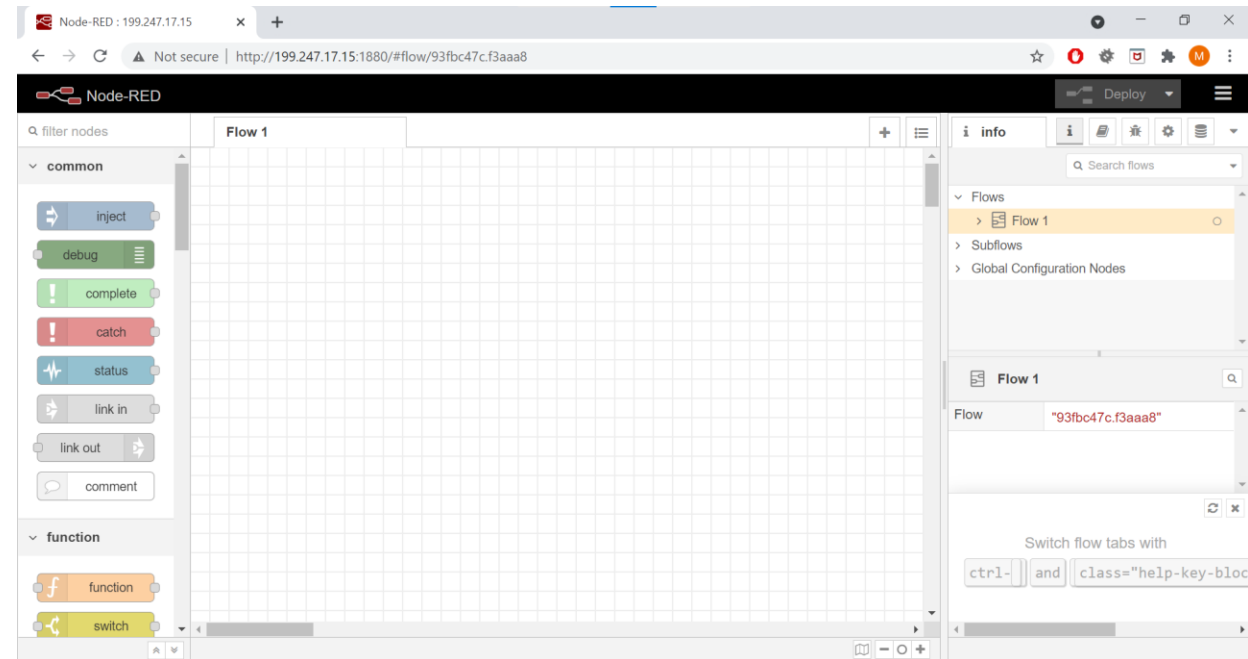 Node-RED : 199.247.17.15
Not secure | http://199.247.17.15:1880/#flow/93fbc47c.f3aaa8
M
Node-RED
Deploy
filter nodes
Flow 1
i info
i
common
Search flows
inject
debug
complete
catch
status
link in
link out
comment
function
function
switch
Flows
Flow 1
Subflows
Global Configuration Nodes
Flow 1
Flow "93fbc47c.f3aaa8"
Switch flow tabs with
ctrl- and class="help-key-bloc